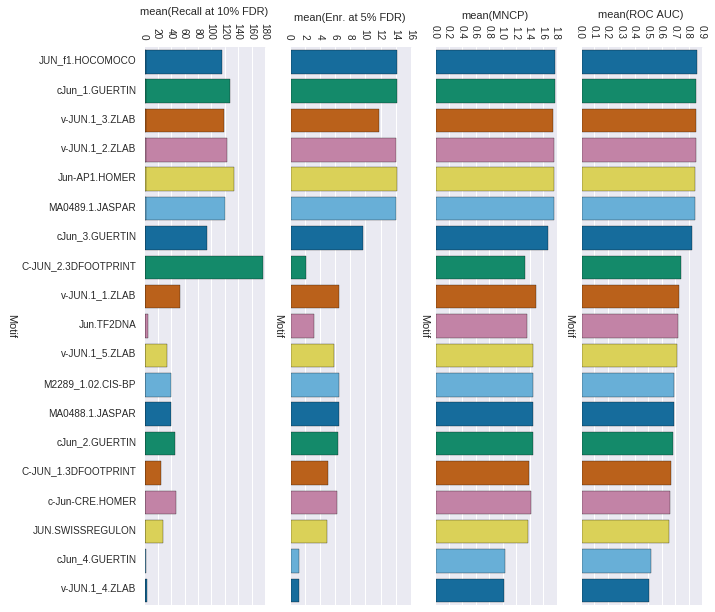 mean(Recall at 10% FDR)
mean(Enr. at 5% FDR)
mean(MNCP)
mean(ROC AUC)
0 20 40 60 80 100 120 140 160 180
0 2 4 6 8 10 12 14 16
0.0 0.2 0.4 0.6 0.8 1.0 1.2 1.4 1.6 1.8
0.0 0.1 0.2 0.3 0.4 0.5 0.6 0.7 0.8 0.9
JUN_f1.HOCOMOCO
cJun_1.GUERTIN
v-JUN.1_3.ZLAB
v-JUN.1_2.ZLAB
Jun-AP1.HOMER
MA0489.1.JASPAR
cJun_3.GUERTIN
C-JUN_2.3DFOOTPRINT
v-JUN.1_1.ZLAB
Jun.TF2DNA
v-JUN.1_5.ZLAB
M2289_1.02.CIS-BP
MA0488.1.JASPAR
cJun_2.GUERTIN
C-JUN_1.3DFOOTPRINT
c-Jun-CRE.HOMER
JUN.SWISSREGULON
cJun_4.GUERTIN
v-JUN.1_4.ZLAB
Motif
Motif
Motif
Motif